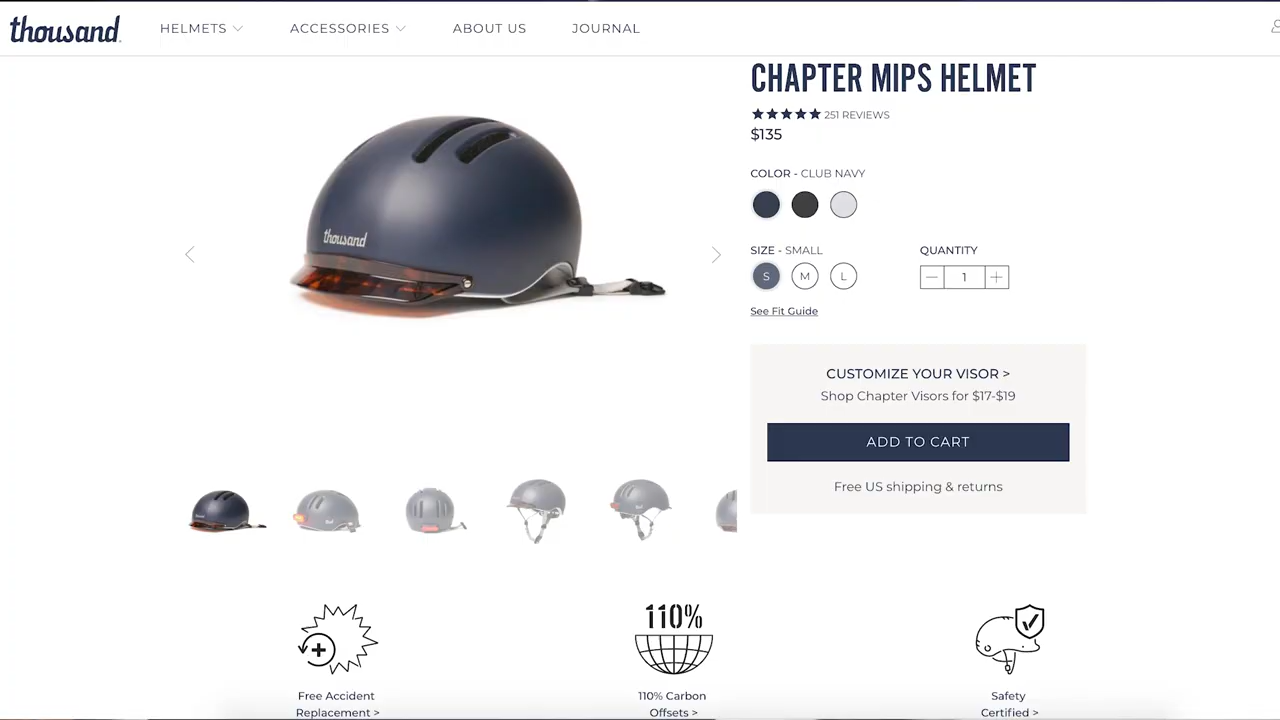 thousand
HELMETS
ACCESSORIES
ABOUT US
JOURNAL
CHAPTER MIPS HELMET
251 REVIEWS
$135
COLOR - CLUB NAVY
SIZE - SMALL
QUANTITY
S
M
L
1
See Fit Guide
thousand
CUSTOMIZE YOUR VISOR >
Shop Chapter Visors for $17-$19
ADD TO CART
Free US shipping & returns
110%
Free Accident
Replacement >
110% Carbon
Offsets >
Safety
Certified >